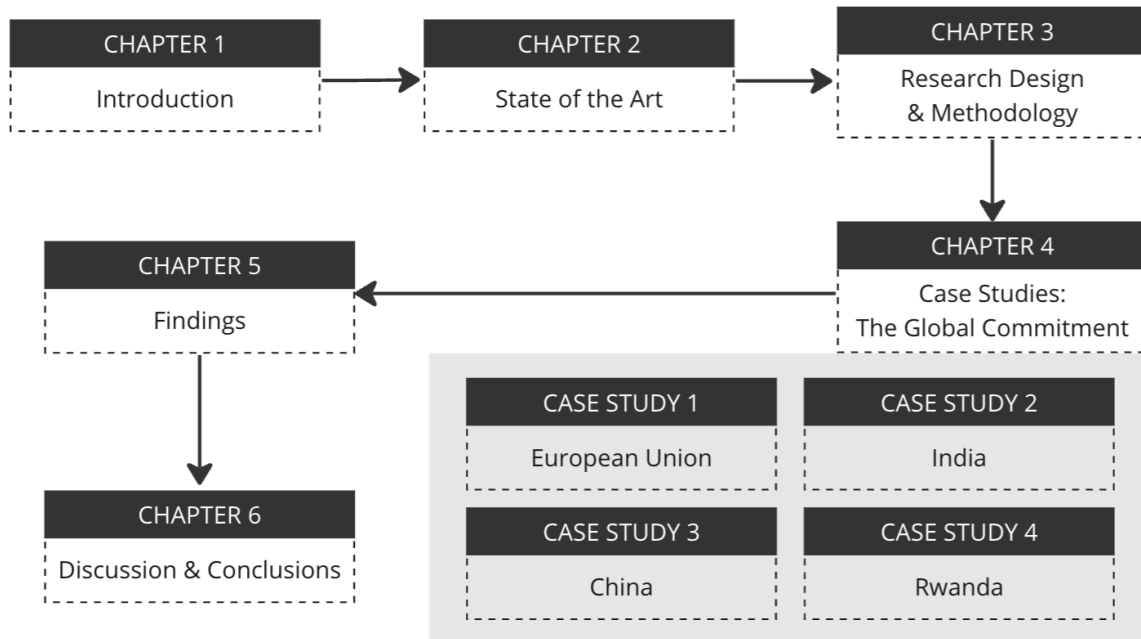 CHAPTER 1
Introduction
CHAPTER 2
State of the Art
CHAPTER 3
Research Design
& Methodology
CHAPTER 4
Case Studies:
The Global Commitment
CASE STUDY 1
European Union
CASE STUDY 2
India
CASE STUDY 3
China
CASE STUDY 4
Rwanda
CHAPTER 5
Findings
CHAPTER 6
Discussion & Conclusions